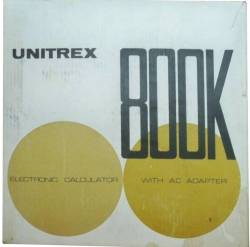 UNITREX
800K
ELECTRONIC CALCULATOR WITH AC ADAPTER